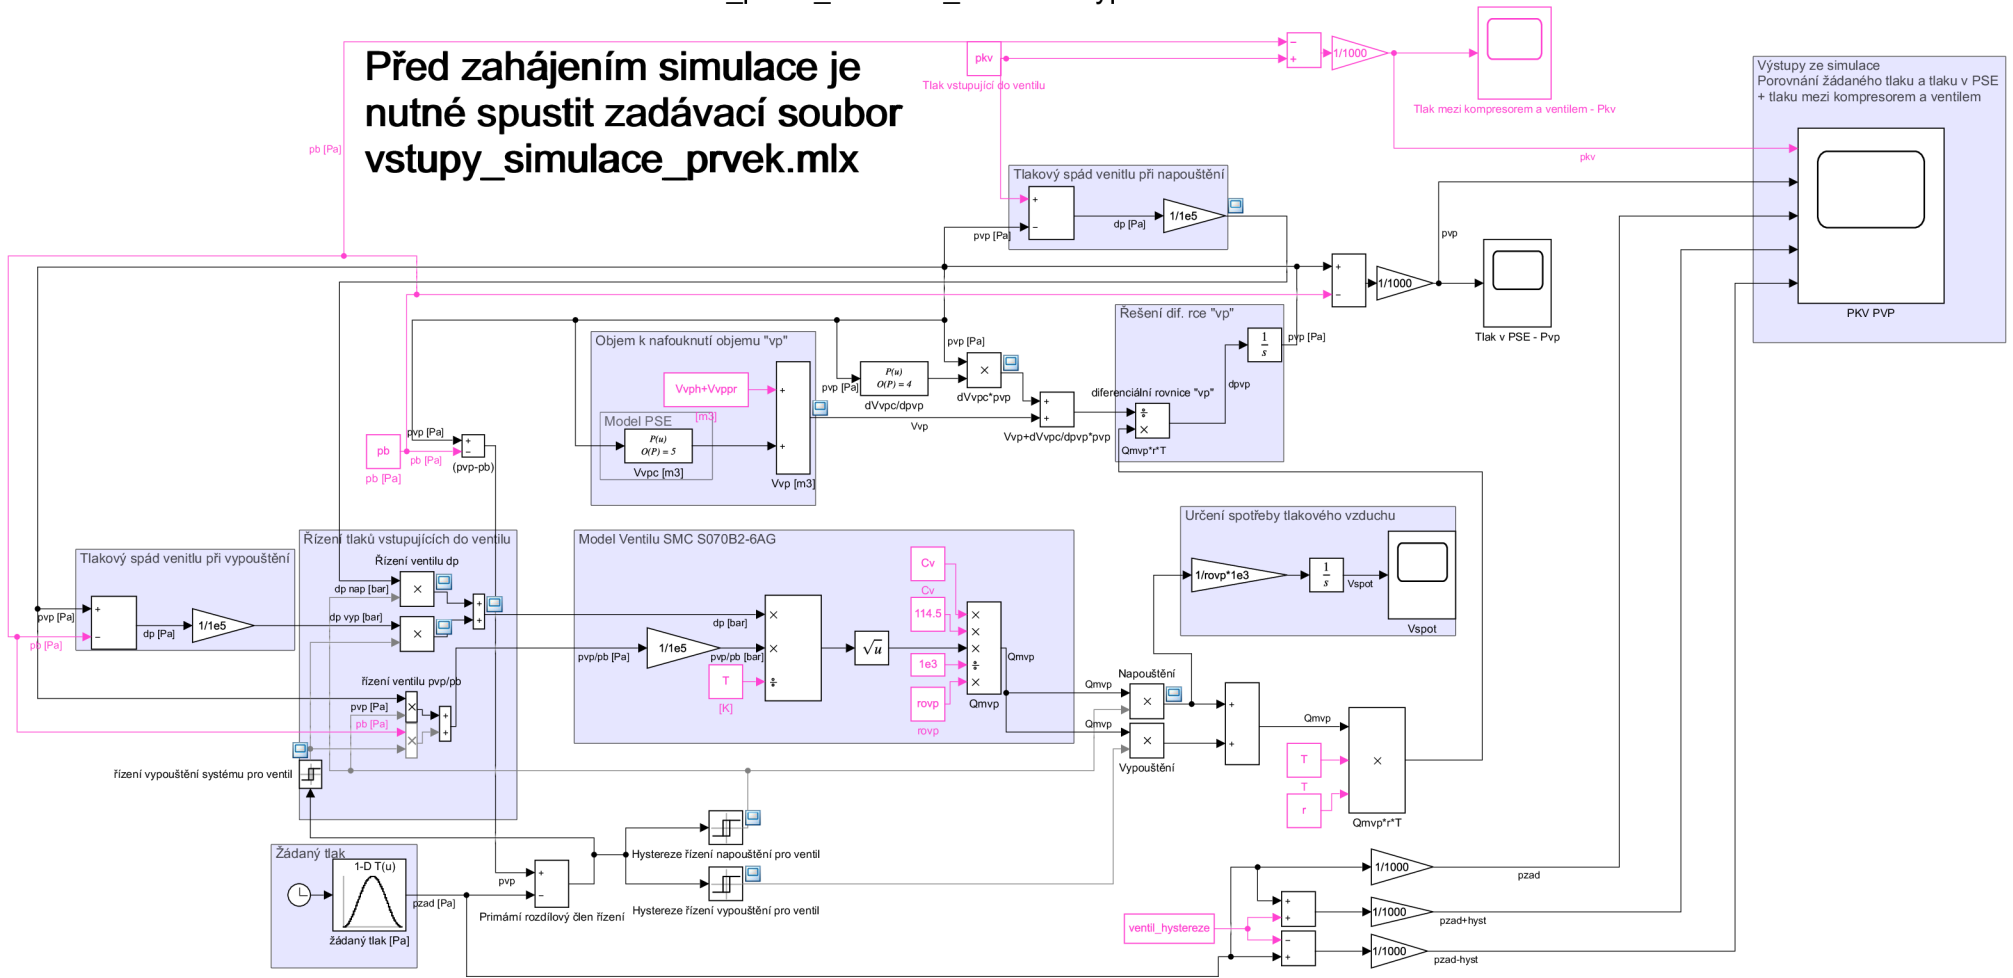 Před zahájením simulace je
nutné spustit zadávací soubor
vstupy_simulace_prvek.mlx
pkv
Tlak vstupující do ventilu
−
+
1/1000
Tlak mezi kompresorem a ventilem - Pkv
pkv
Výstupy ze simulace
Porovnání žádaného tlaku a tlaku v PSE
+ tlaku mezi kompresorem a ventilem
PKV PVP
pb [Pa]
Tlakový spád venitlu při napouštění
+
−
pvp [Pa]
dp [Pa]
1/1e5
pvp
+
−
1/1000
Tlak v PSE - Pvp
Objem k nafouknutí objemu "vp"
Vvph+Vvppr
[m3]
Model PSE
P(u)
O(P) = 5
Vvpc [m3]
+
+
Vvp [m3]
pvp [Pa]
P(u)
O(P) = 4
dVvpc/dpvp
pvp [Pa]
×
dVvpc*pvp
Vvp
+
+
Vvp+dVvpc/dpvp*pvp
Řešení dif. rce "vp"
1
s
pvp [Pa]
dpvp
diferenciální rovnice "vp"
÷
×
Qmvp*r*T
pb
pb [Pa]
pvp [Pa]
pb [Pa]
+
−
(pvp-pb)
Tlakový spád venitlu při vypouštění
pvp [Pa]
pb [Pa]
+
−
dp [Pa]
1/1e5
Řízení tlaků vstupujících do ventilu
Řízení ventilu dp
dp nap [bar]
×
dp vyp [bar]
×
+
+
řízení ventilu pvp/pb
pvp [Pa]
×
pb [Pa]
×
+
+
řízení vypouštění systému pro ventil
Model Ventilu SMC S070B2-6AG
pvp/pb [Pa]
1/1e5
dp [bar]
pvp/pb [bar]
T
[K]
×
×
÷
√u
Cv
Cv
114.5
1e3
rovp
rovp
×
×
×
÷
×
Qmvp
Qmvp
Určení spotřeby tlakového vzduchu
1/rovp*1e3
1
s
Vspot
Vspot
Napouštění
Qmvp
×
Qmvp
×
Vypouštění
+
+
Qmvp
T
T
r
×
Qmvp*r*T
Žádaný tlak
1-D T(u)
žádaný tlak [Pa]
pzad [Pa]
pvp
+
−
Primámí rozdílový člen řízení
Hystereze řízení napouštění pro ventil
Hystereze řízení vypouštění pro ventil
ventil_hystereze
+
+
−
+
1/1000
pzad
1/1000
pzad+hyst
1/1000
pzad-hyst